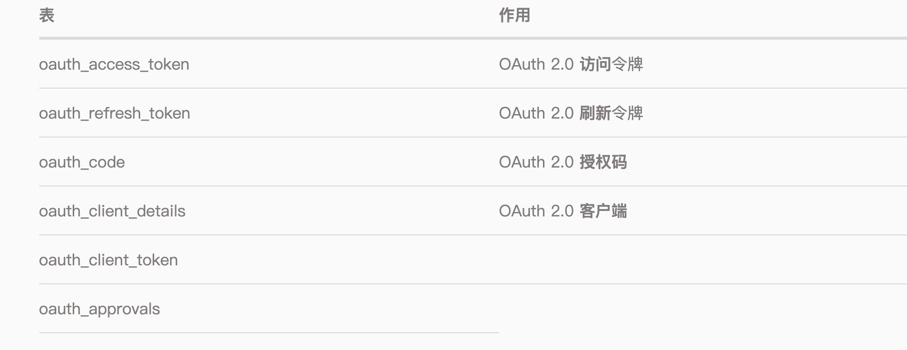 表 作用
oauth_access_token OAuth 2.0 访问令牌
oauth_refresh_token OAuth 2.0 刷新令牌
oauth_code OAuth 2.0 授权码
oauth_client_details OAuth 2.0 客户端
oauth_client_token
oauth_approvals